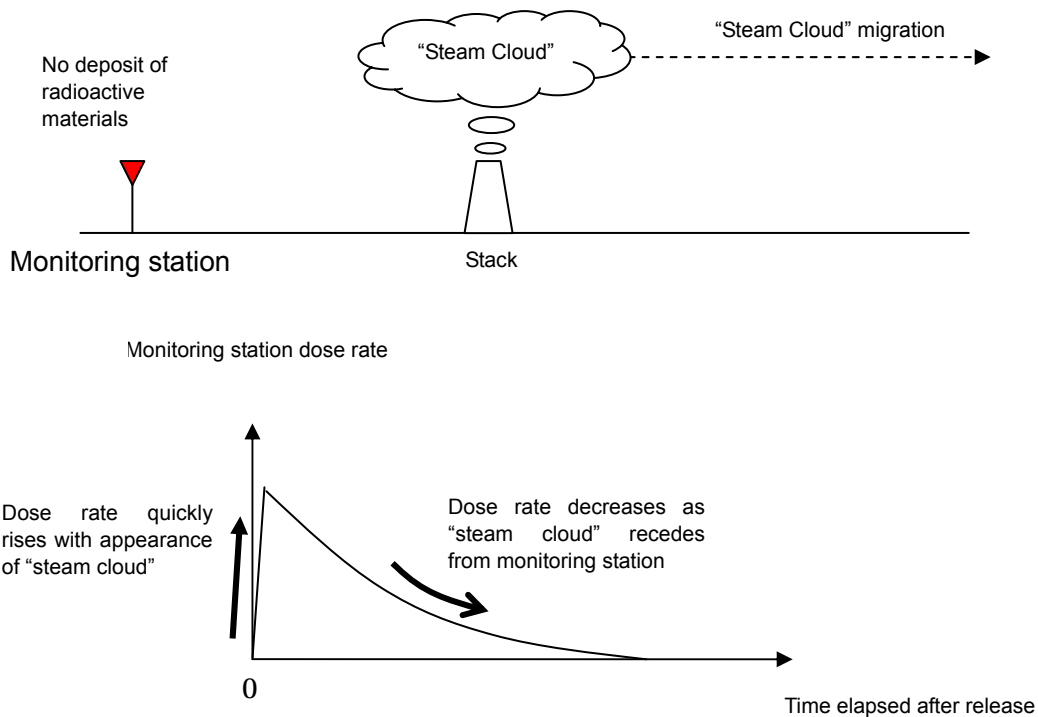 “Steam Cloud”
“Steam Cloud” migration
No deposit of
radioactive
materials
Monitoring station
Stack
Monitoring station dose rate
Dose rate quickly
rises with appearance
of “steam cloud”
Dose rate decreases as
“steam cloud” recedes
from monitoring station
0
Time elapsed after release